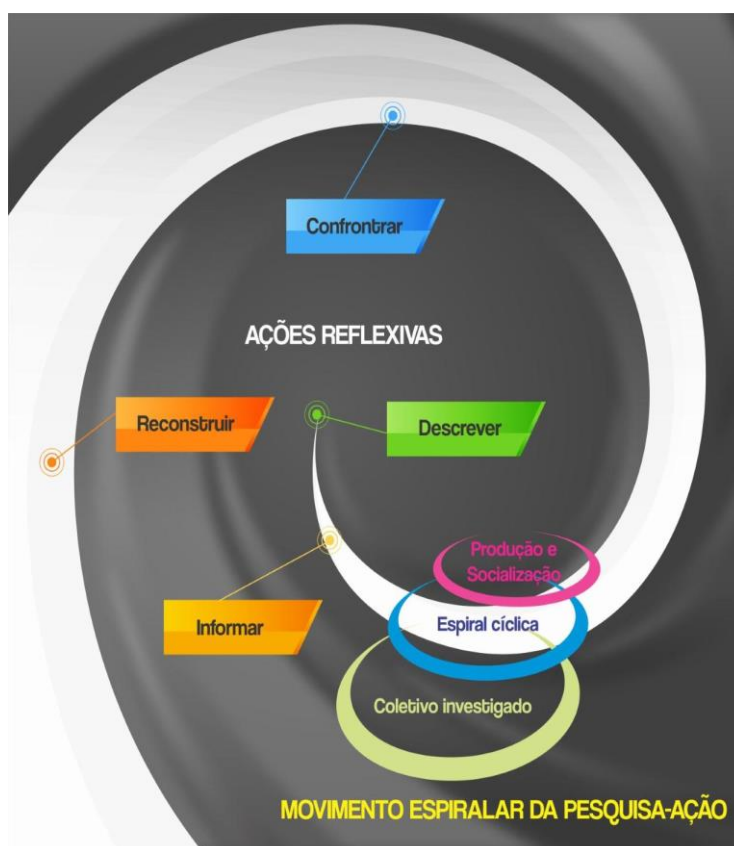 Confrontrar
AÇÕES REFLEXIVAS
Reconstruir
Descrever
Produção e
Socialização
Espiral cíclica
Informar
Coletivo investigado
MOVIMENTO ESPIRALAR DA PESQUISA-AÇÃO